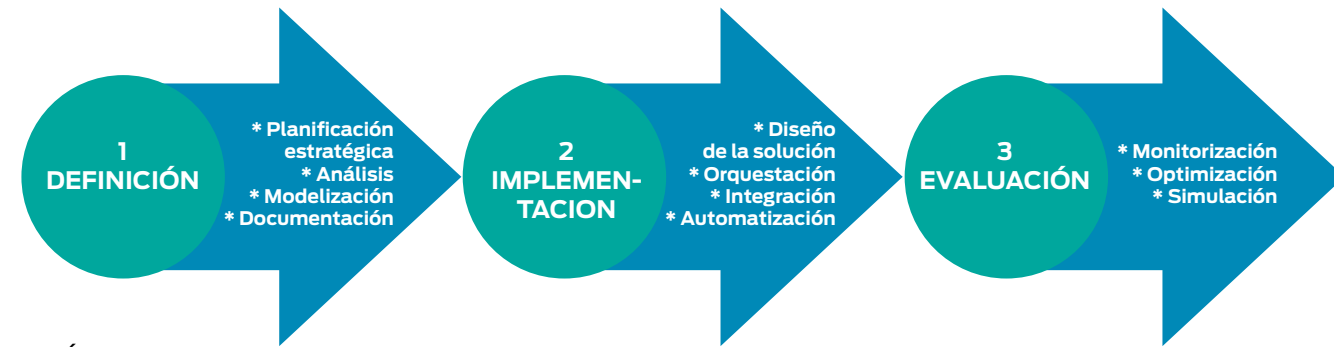 1
DEFINICIÓN
* Planificación
estratégica
* Análisis
* Modelización
* Documentación
2
IMPLEMEN-
TACION
* Diseño
de la solución
* Orquestación
* Integración
* Automatización
3
EVALUACIÓN
* Monitorización
* Optimización
* Simulación